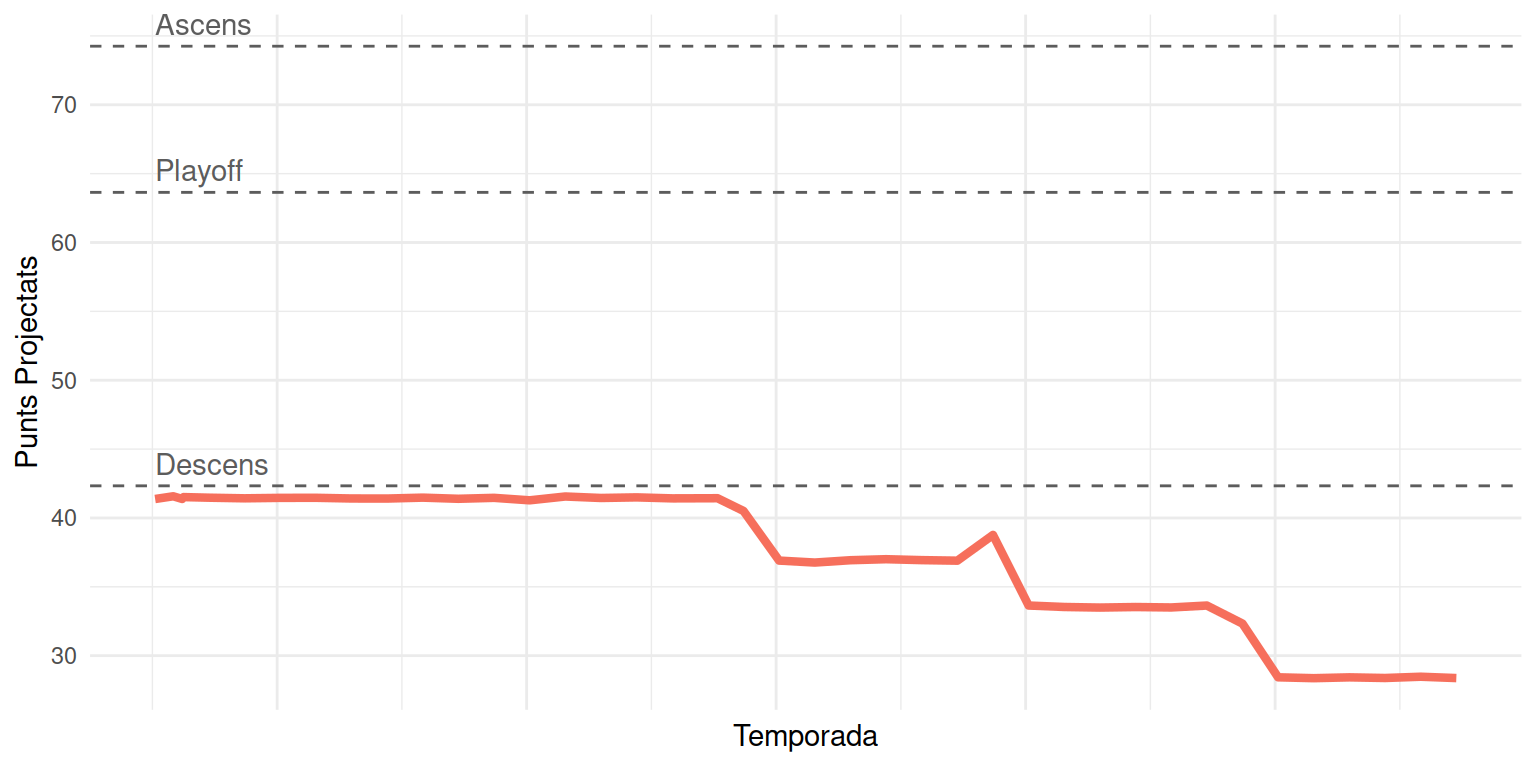 Ascens
70
Playoff
60
Punts Projectats
50
Descens
40
30
Temporada